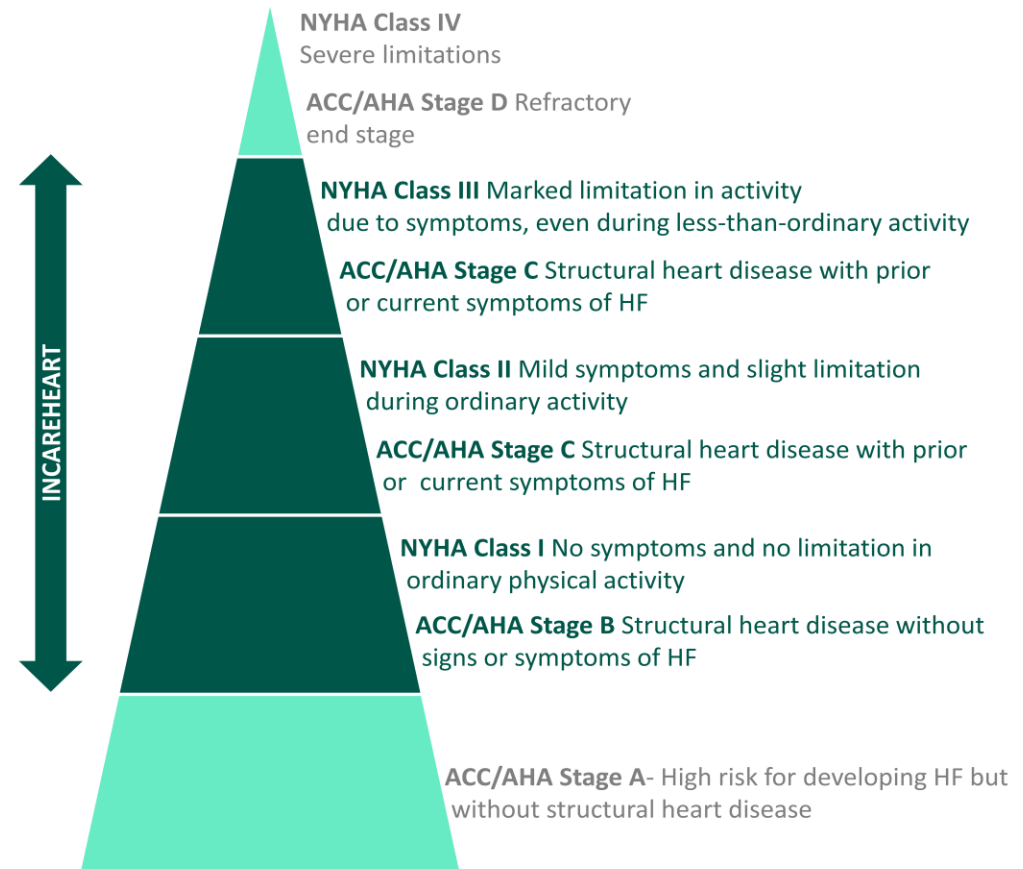 NYHA Class IV
Severe limitations
ACC/AHA Stage D Refractory
end stage
NYHA Class III Marked limitation in activity
due to symptoms, even during less-than-ordinary activity
ACC/AHA Stage C Structural heart disease with prior
or current symptoms of HF
INCAREHEART
NYHA Class II Mild symptoms and slight limitation
during ordinary activity
ACC/AHA Stage C Structural heart disease with prior
or current symptoms of HF
NYHA Class I No symptoms and no limitation in
ordinary physical activity
ACC/AHA Stage B Structural heart disease without
signs or symptoms of HF
ACC/AHA Stage A- High risk for developing HF but
without structural heart disease